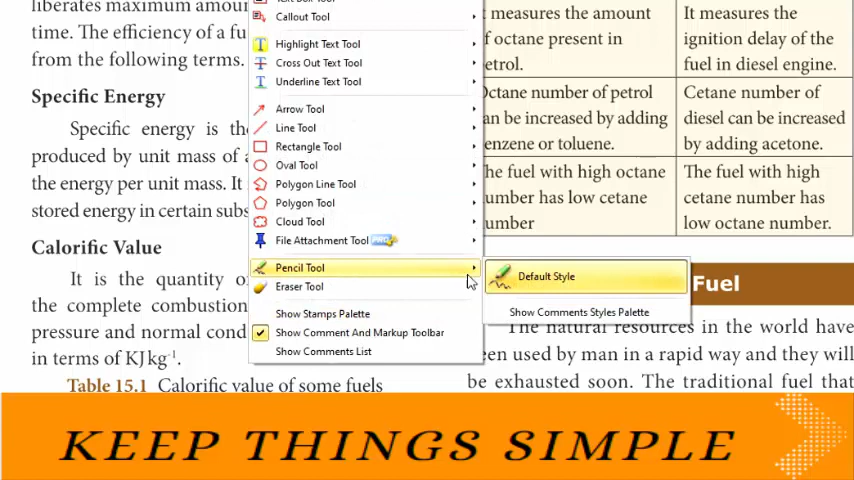 liberates maximum amou
time. The efficiency of a fu
from the following terms.
Specific Energy
Specific energy is the
produced by unit mass of a
the energy per unit mass. It
stored energy in certain subs
Calorific Value
It is the quantity o
the complete combustion
pressure and normal cond
in terms of KJkg-1.
Table 15.1 Calorific value of some fuels
Callout Tool
Highlight Text Tool
Cross Out Text Tool
Underline Text Tool
Arrow Tool
Line Tool
Rectangle Tool
Oval Tool
Polygon Line Tool
Polygon Tool
Cloud Tool
File Attachment Tool PRO
Pencil Tool
Eraser Tool
Show Stamps Palette
Show Comment And Markup Toolbar
Show Comments List
Default Style
Show Comments Styles Palette
t measures the amount
f octane present in
etrol.
It measures the
ignition delay of the
fuel in diesel engine.
Octane number of petrol
an be increased by adding
enzene or toluene.
Cetane number of
diesel can be increased
by adding acetone.
he fuel with high octane
umber has low cetane
umber
The fuel with high
cetane number has
low octane number.
Fuel
The natural resources in the world have
een used by man in a rapid way and they will
be exhausted soon. The traditional fuel that
KEEP THINGS SIMPLE